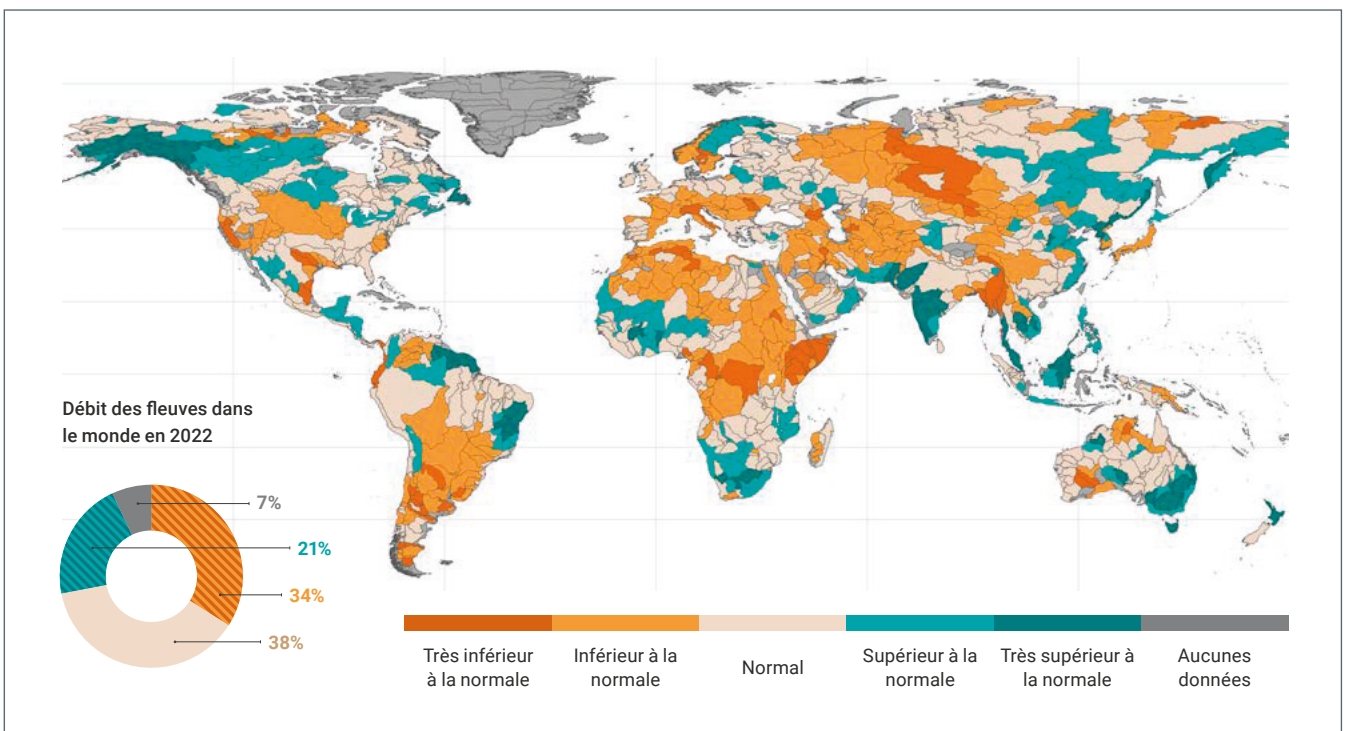 Débit des fleuves dans
le monde en 2022
7%
21%
34%
38%
Très inférieur
à la normale
Inférieur à la
normale
Normal
Supérieur à la
normale
Très supérieur à
la normale
Aucunes
données